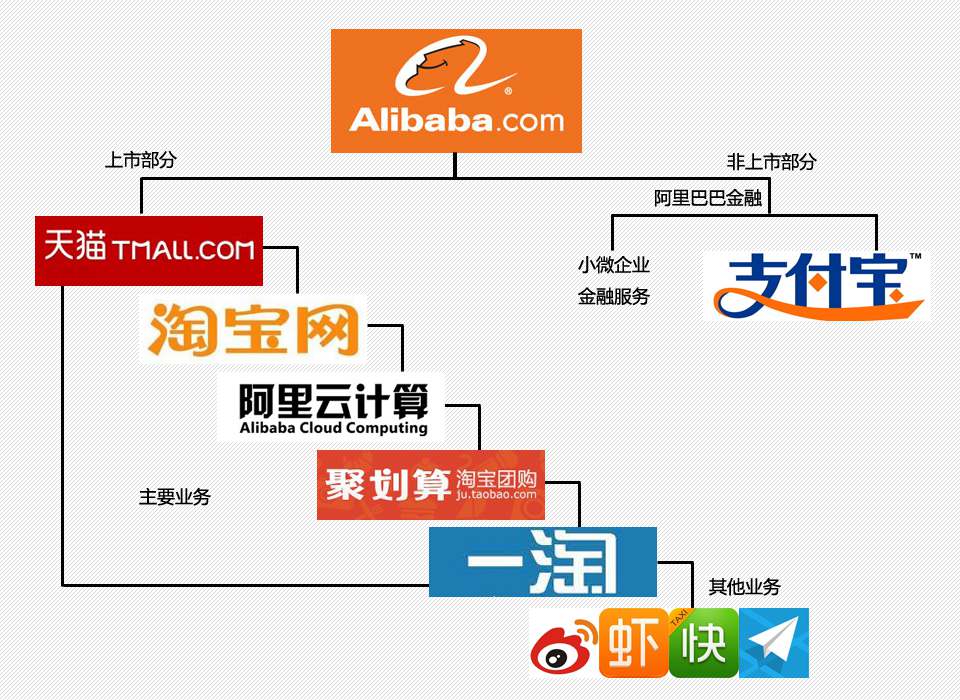 Alibaba.com
®
上市部分
非上市部分
阿里巴巴金融
天猫 TMALL.COM
小微企业
金融服务
支付宝™
淘宝网
阿里云计算
Alibaba Cloud Computing
聚划算 淘宝团购
ju.taobao.com
主要业务
一淘
其他业务
虾
TAXI
快